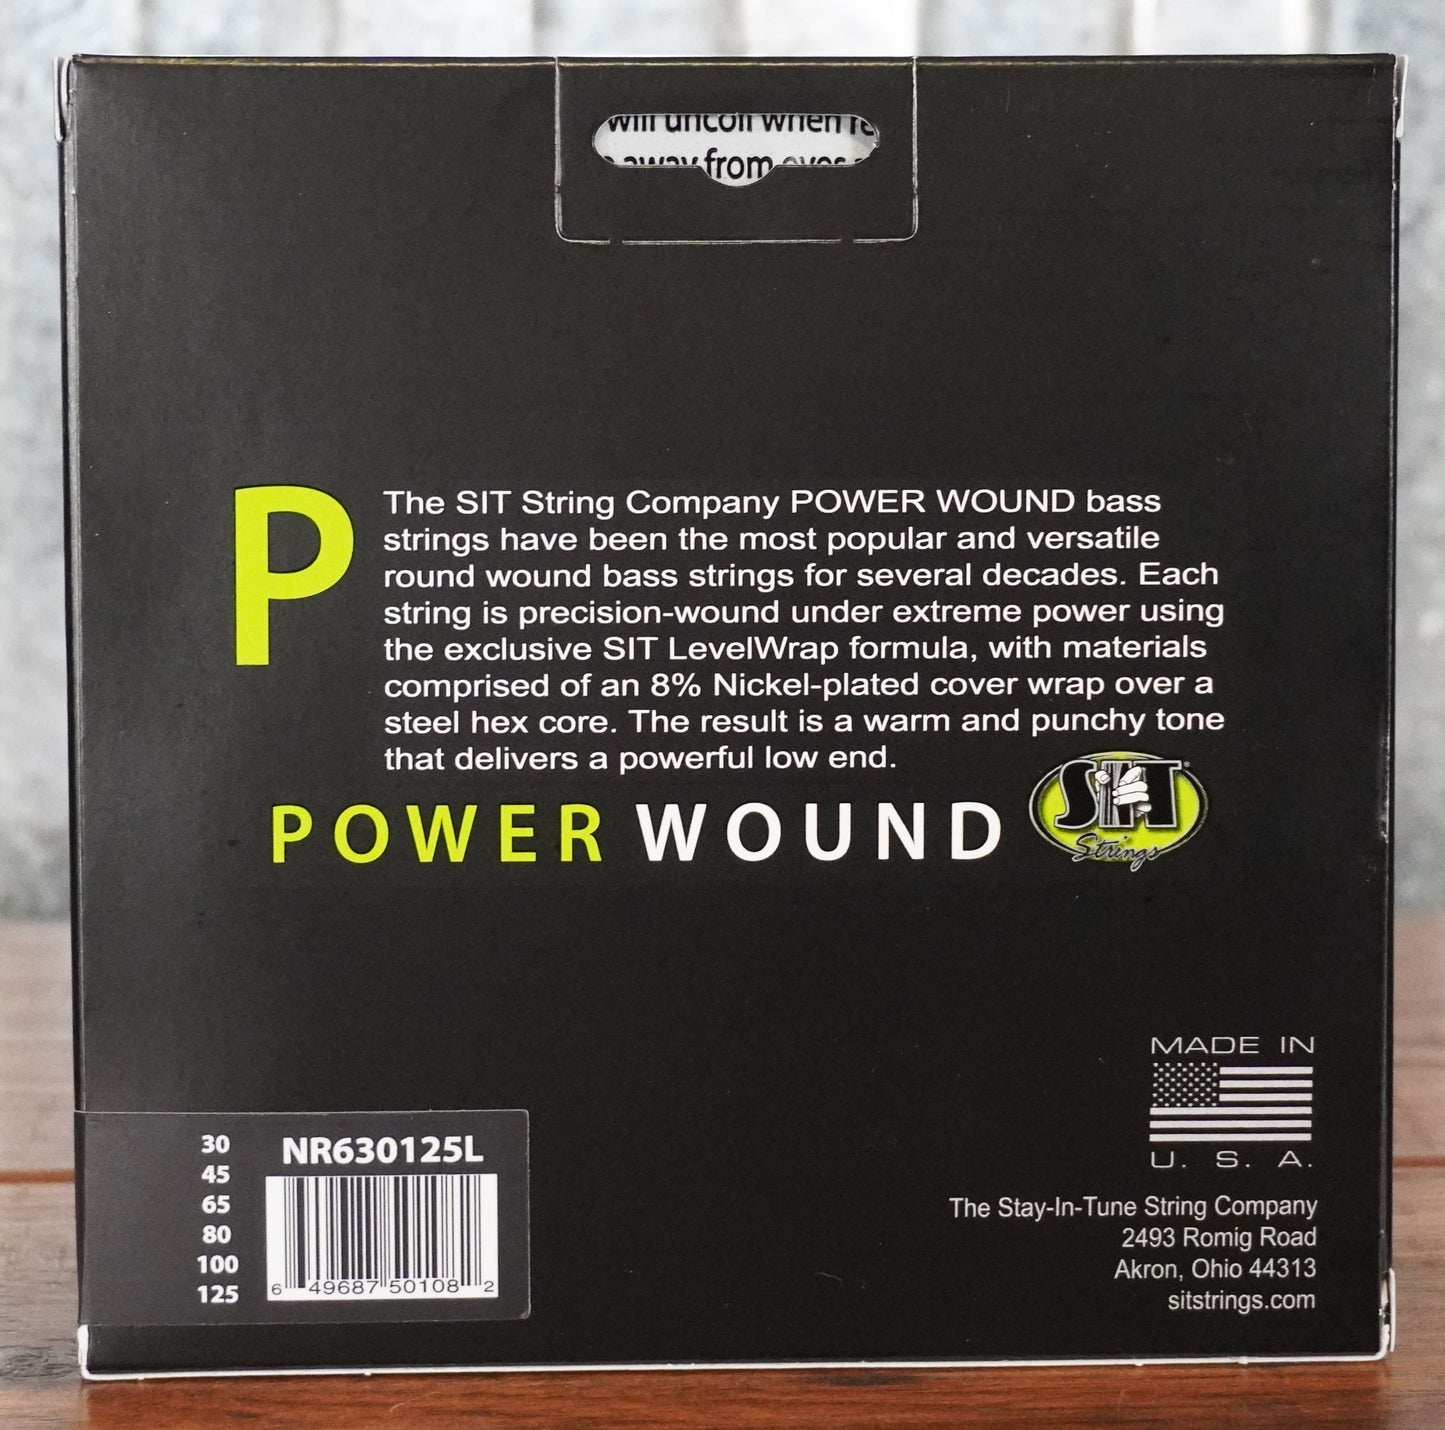 will uncoil when
away from eyes
P
The SIT String Company POWER WOUND bass
strings have been the most popular and versatile
round wound bass strings for several decades. Each
string is precision-wound under extreme power using
the exclusive SIT LevelWrap formula, with materials
comprised of an 8% Nickel-plated cover wrap over a
steel hex core. The result is a warm and punchy tone
that delivers a powerful low end.
POWER WOUND
SIT®
Strings
MADE IN
U. S. A.
30
45
65
80
100
125
NR630125L
6 49687 50108 2
The Stay-In-Tune String Company
2493 Romig Road
Akron, Ohio 44313
sitstrings.com